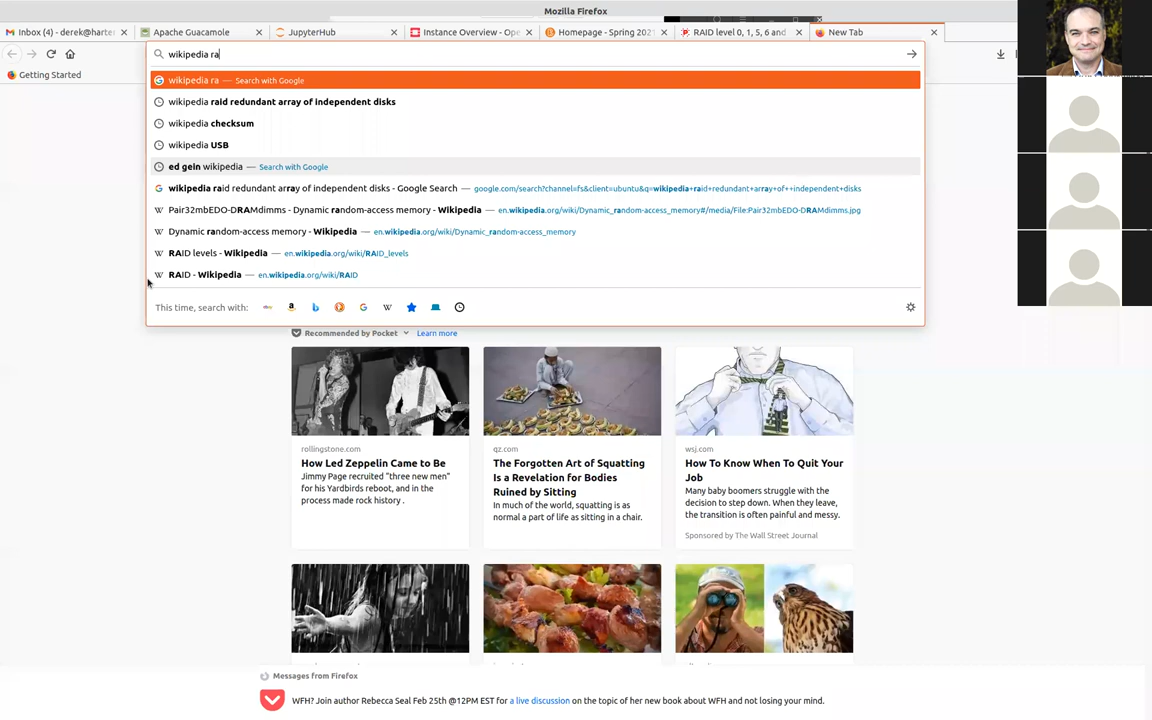 Mozilla Firefox
Inbox (4) - derek@harter
Apache Guacamole
JupyterHub
Instance Overview - Ope
Homepage - Spring 2021
RAID level 0, 1, 5, 6 and
New Tab
wikipedia ra
Getting Started
wikipedia ra — Search with Google
wikipedia raid redundant array of independent disks
wikipedia checksum
wikipedia USB
ed gein wikipedia — Search with Google
wikipedia raid redundant array of independent disks - Google Search — google.com/search?channel=fs&client=ubuntu&q=wikipedia+raid+redundant+array+of++independent+disks
Pair32mbEDO-DRAMdimms - Dynamic random-access memory - Wikipedia — en.wikipedia.org/wiki/Dynamic_random-access_memory#/media/File:Pair32mbEDO-DRAMdimms.jpg
Dynamic random-access memory - Wikipedia — en.wikipedia.org/wiki/Dynamic_random-access_memory
RAID levels - Wikipedia — en.wikipedia.org/wiki/RAID_levels
RAID - Wikipedia — en.wikipedia.org/wiki/RAID
This time, search with:
Recommended by Pocket
Learn more
rollingstone.com
How Led Zeppelin Came to Be
Jimmy Page recruited "three new men"
for his Yardbirds reboot, and in the
process made rock history .
qz.com
The Forgotten Art of Squatting
Is a Revelation for Bodies
Ruined by Sitting
In much of the world, squatting is as
normal a part of life as sitting in a chair.
wsj.com
How To Know When To Quit Your
Job
Many baby boomers struggle with the
decision to step down. When they leave,
the transition is often painful and messy.
Sponsored by The Wall Street Journal
Messages from Firefox
WFH? Join author Rebecca Seal Feb 25th @12PM EST for a live discussion on the topic of her new book about WFH and not losing your mind.